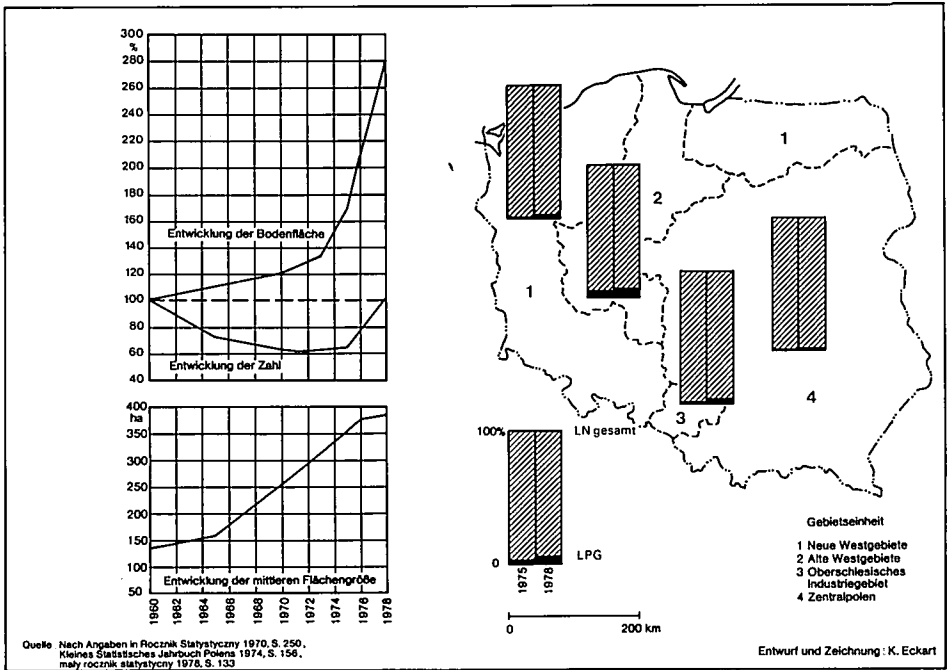 300
%
280
260
240
220
200
180
160
Entwicklung der Bodenfläche
140
120
100
80
60
Entwicklung der Zahl
40
400
ha
350
300
250
200
150
100
Entwicklung der mittleren Flächengröße
50
1960
1962
1964
1966
1968
1970
1972
1974
1976
1978
1
2
1
4
3
100%
LN gesamt
0
LPG
1975
1978
0 200 km
Gebietseinheit
1 Neue Westgebiete
2 Alte Westgebiete
3 Oberschlesisches
Industriegebiet
4 Zentralpolen
Quelle Nach Angaben in Rocznik Statystyczny 1970, S. 250,
Kleines Statistisches Jahrbuch Polens 1974, S. 156,
maly rocznik statystyczny 1978, S. 133
Entwurf und Zeichnung: K. Eckart